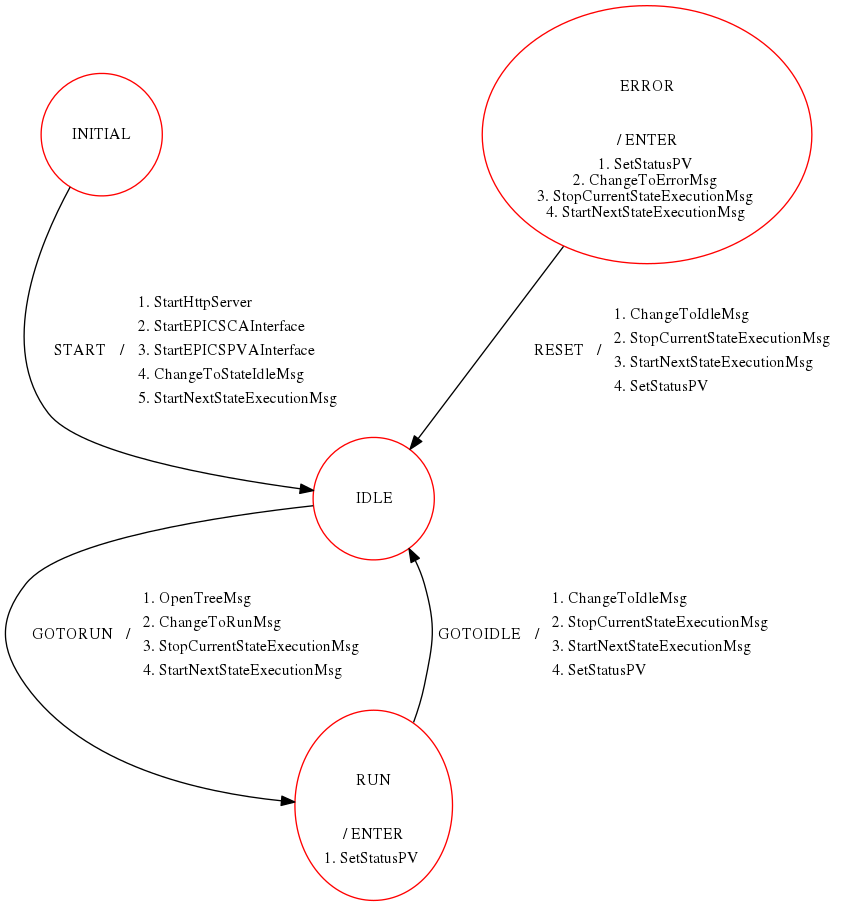 ERROR
/ ENTER
1. SetStatusPV
2. ChangeToErrorMsg
3. StopCurrentStateExecutionMsg
4. StartNextStateExecutionMsg
INITIAL
START /
1. StartHttpServer
2. StartEPICSCAInterface
3. StartEPICSPVAInterface
4. ChangeToStateIdleMsg
5. StartNextStateExecutionMsg
RESET /
1. ChangeToIdleMsg
2. StopCurrentStateExecutionMsg
3. StartNextStateExecutionMsg
4. SetStatusPV
IDLE
GOTORUN /
1. OpenTreeMsg
2. ChangeToRunMsg
3. StopCurrentStateExecutionMsg
4. StartNextStateExecutionMsg
GOTOIDLE /
1. ChangeToIdleMsg
2. StopCurrentStateExecutionMsg
3. StartNextStateExecutionMsg
4. SetStatusPV
RUN
/ ENTER
1. SetStatusPV